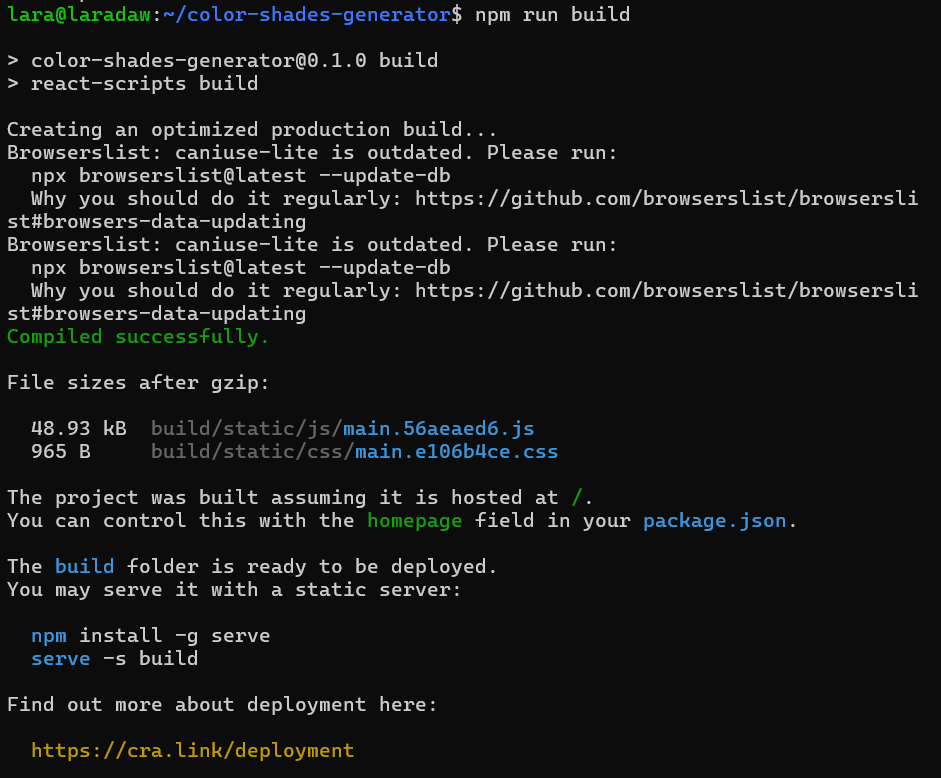 lara@laradaw:~/color-shades-generator$ npm run build
> color-shades-generator@0.1.0 build
> react-scripts build
Creating an optimized production build...
Browserslist: caniuse-lite is outdated. Please run:
  npx browserslist@latest --update-db
  Why you should do it regularly: https://github.com/browserslist/browsersli
st#browsers-data-updating
Browserslist: caniuse-lite is outdated. Please run:
  npx browserslist@latest --update-db
  Why you should do it regularly: https://github.com/browserslist/browsersli
st#browsers-data-updating
Compiled successfully.
File sizes after gzip:
  48.93 kB  build/static/js/main.56aeaed6.js
  965 B     build/static/css/main.e106b4ce.css
The project was built assuming it is hosted at /.
You can control this with the homepage field in your package.json.
The build folder is ready to be deployed.
You may serve it with a static server:
  npm install -g serve
  serve -s build
Find out more about deployment here:
  https://cra.link/deployment